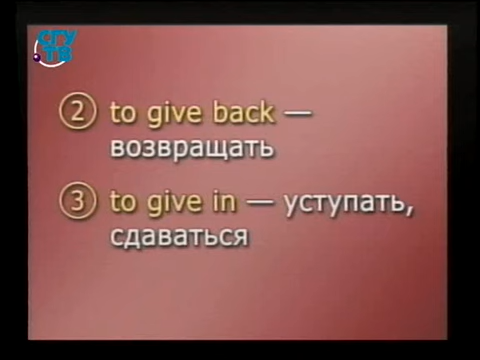 СГУ
ТВ
2 to give back —
возвращать
3 to give in — уступать,
сдаваться